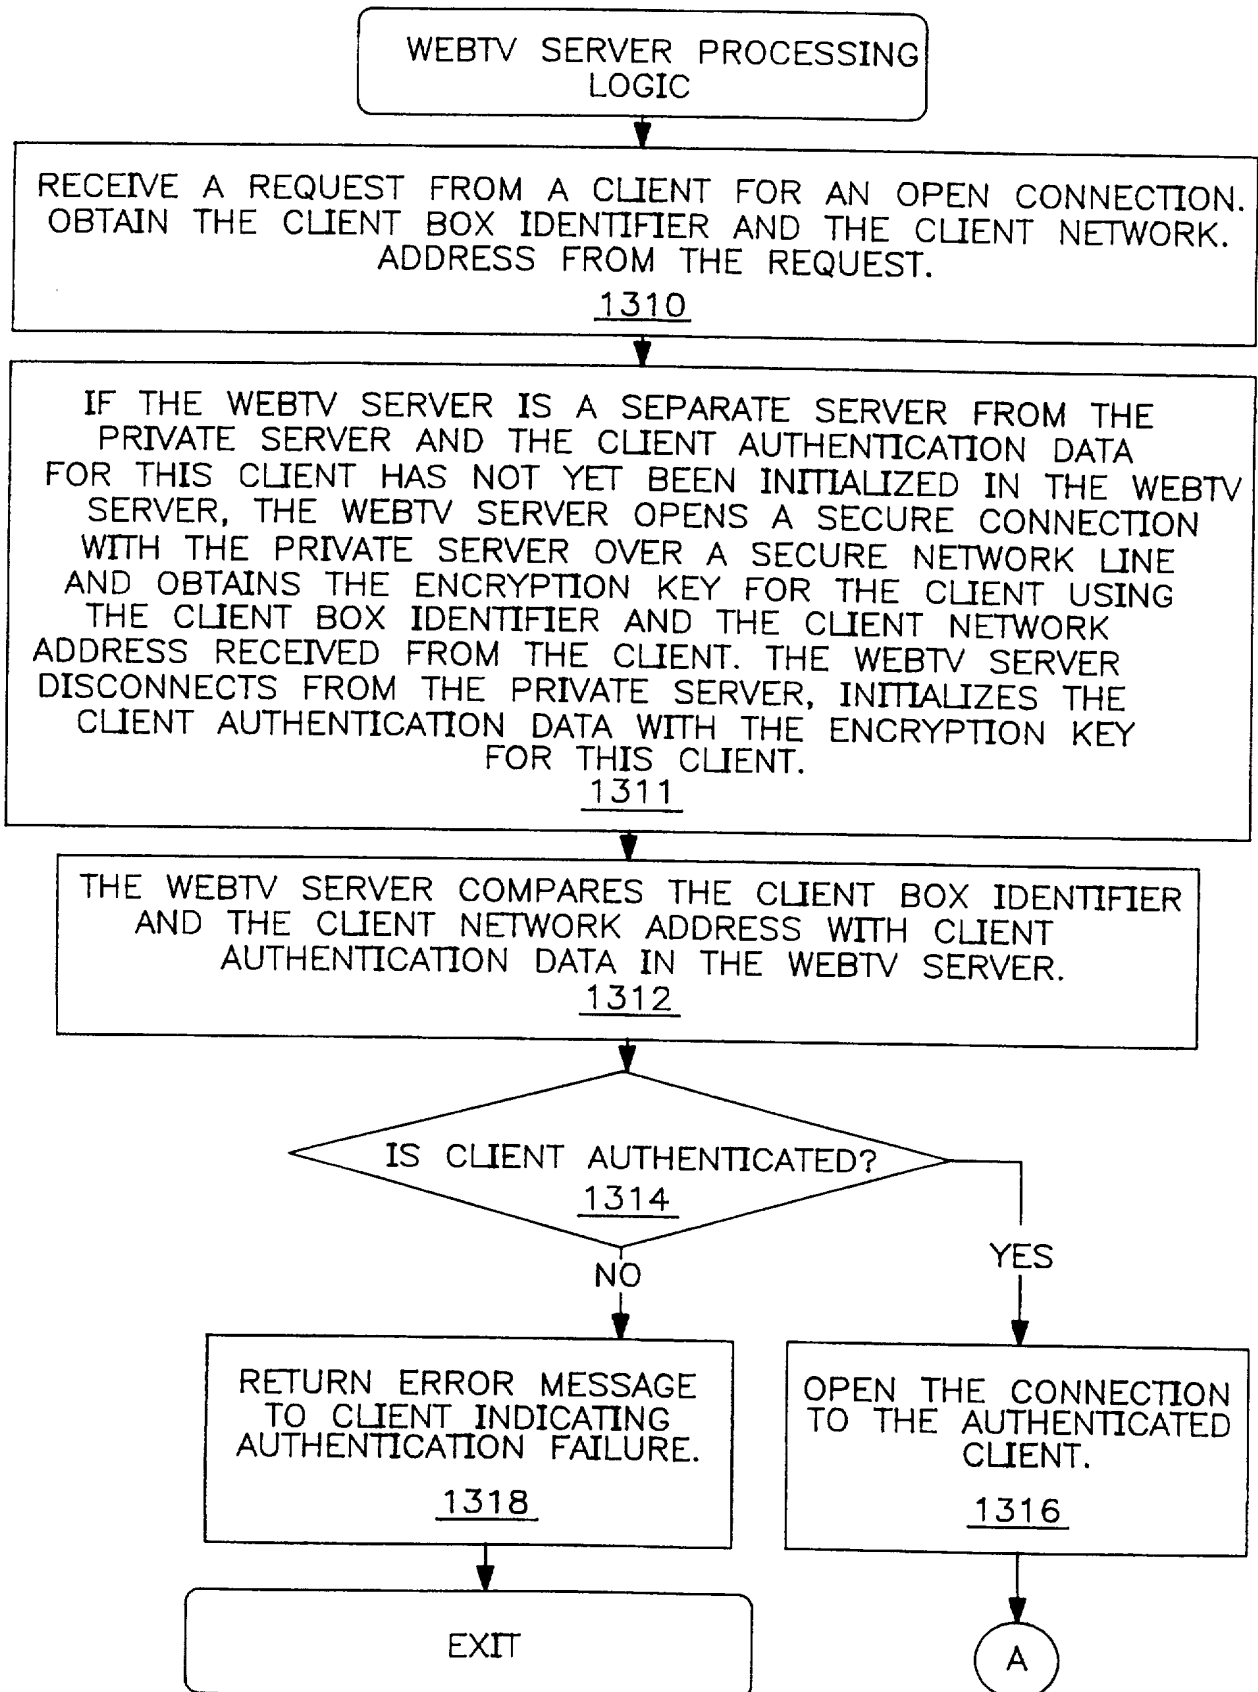 WEBTV SERVER PROCESSING
LOGIC
RECEIVE A REQUEST FROM A CLIENT FOR AN OPEN CONNECTION.
OBTAIN THE CLIENT BOX IDENTIFIER AND THE CLIENT NETWORK.
ADDRESS FROM THE REQUEST.
1310
IF THE WEBTV SERVER IS A SEPARATE SERVER FROM THE
PRIVATE SERVER AND THE CLIENT AUTHENTICATION DATA
FOR THIS CLIENT HAS NOT YET BEEN INITIALIZED IN THE WEBTV
SERVER, THE WEBTV SERVER OPENS A SECURE CONNECTION
WITH THE PRIVATE SERVER OVER A SECURE NETWORK LINE
AND OBTAINS THE ENCRYPTION KEY FOR THE CLIENT USING
THE CLIENT BOX IDENTIFIER AND THE CLIENT NETWORK
ADDRESS RECEIVED FROM THE CLIENT. THE WEBTV SERVER
DISCONNECTS FROM THE PRIVATE SERVER, INITIALIZES THE
CLIENT AUTHENTICATION DATA WITH THE ENCRYPTION KEY
FOR THIS CLIENT.
1311
THE WEBTV SERVER COMPARES THE CLIENT BOX IDENTIFIER
AND THE CLIENT NETWORK ADDRESS WITH CLIENT
AUTHENTICATION DATA IN THE WEBTV SERVER.
1312
IS CLIENT AUTHENTICATED?
1314
NO
YES
RETURN ERROR MESSAGE
TO CLIENT INDICATING
AUTHENTICATION FAILURE.
1318
OPEN THE CONNECTION
TO THE AUTHENTICATED
CLIENT.
1316
EXIT
A